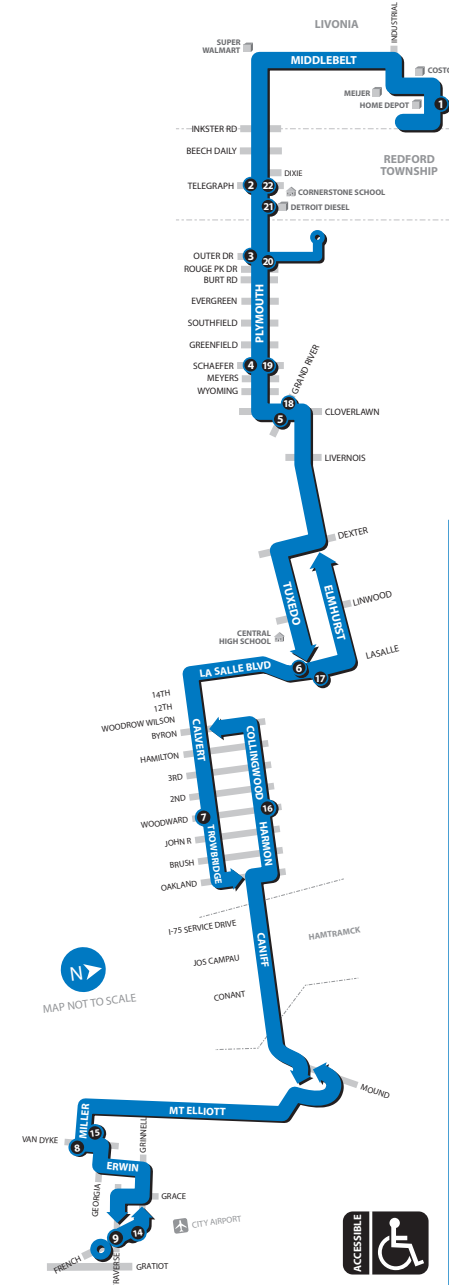 LIVONIA
INDUSTRIAL
SUPER
WALMART
MIDDLEBELT
COSTC
MEIJER
HOME DEPOT
1
INKSTER RD
BEECH DAILY
REDFORD
TOWNSHIP
DIXIE
TELEGRAPH
2
22
CORNERSTONE SCHOOL
21
DETROIT DIESEL
OUTER DR
3
20
ROUGE PK DR
BURT RD
PLYMOUTH
EVERGREEN
SOUTHFIELD
GREENFIELD
SCHAEFER
4
19
MEYERS
WYOMING
GRAND RIVER
18
5
CLOVERLAWN
LIVERNOIS
DEXTER
TUXEDO
ELMHURST
LINWOOD
CENTRAL
HIGH SCHOOL
LASALLE
LA SALLE BLVD
6
17
14TH
12TH
WOODROW WILSON
BYRON
CALVERT
COLLINGWOOD
HAMILTON
3RD
2ND
WOODWARD
7
16
JOHN R
TROWBRIDGE
HARMON
BRUSH
OAKLAND
I-75 SERVICE DRIVE
CANIFF
HAMTRAMCK
JOS CAMPAU
N
MAP NOT TO SCALE
CONANT
MOUND
MT ELLIOTT
MILLER
VAN DYKE
15
8
GRINNELL
ERWIN
GEORGIA
GRACE
9
14
CITY AIRPORT
FRENCH
RAVERSE
GRATIOT
ACCESSIBLE